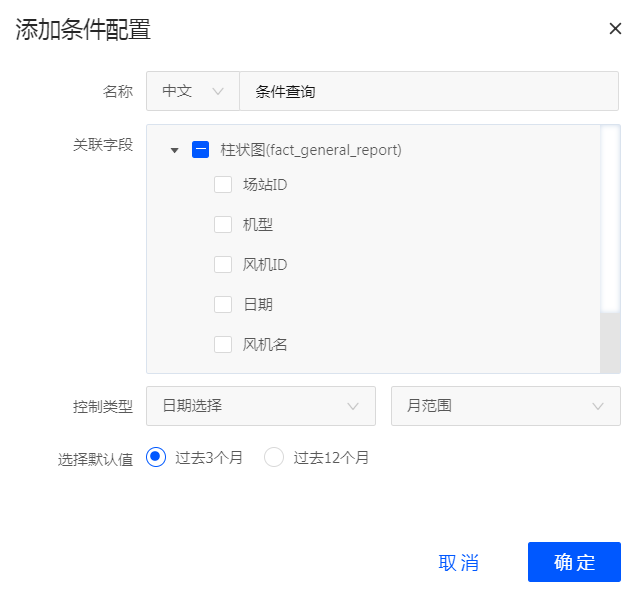 添加条件配置
名称 中文 条件查询
关联字段 柱状图(fact_general_report)
场站ID
机型
风机ID
日期
风机名
控制类型 日期选择 月范围
选择默认值 过去3个月 过去12个月
取消 确定